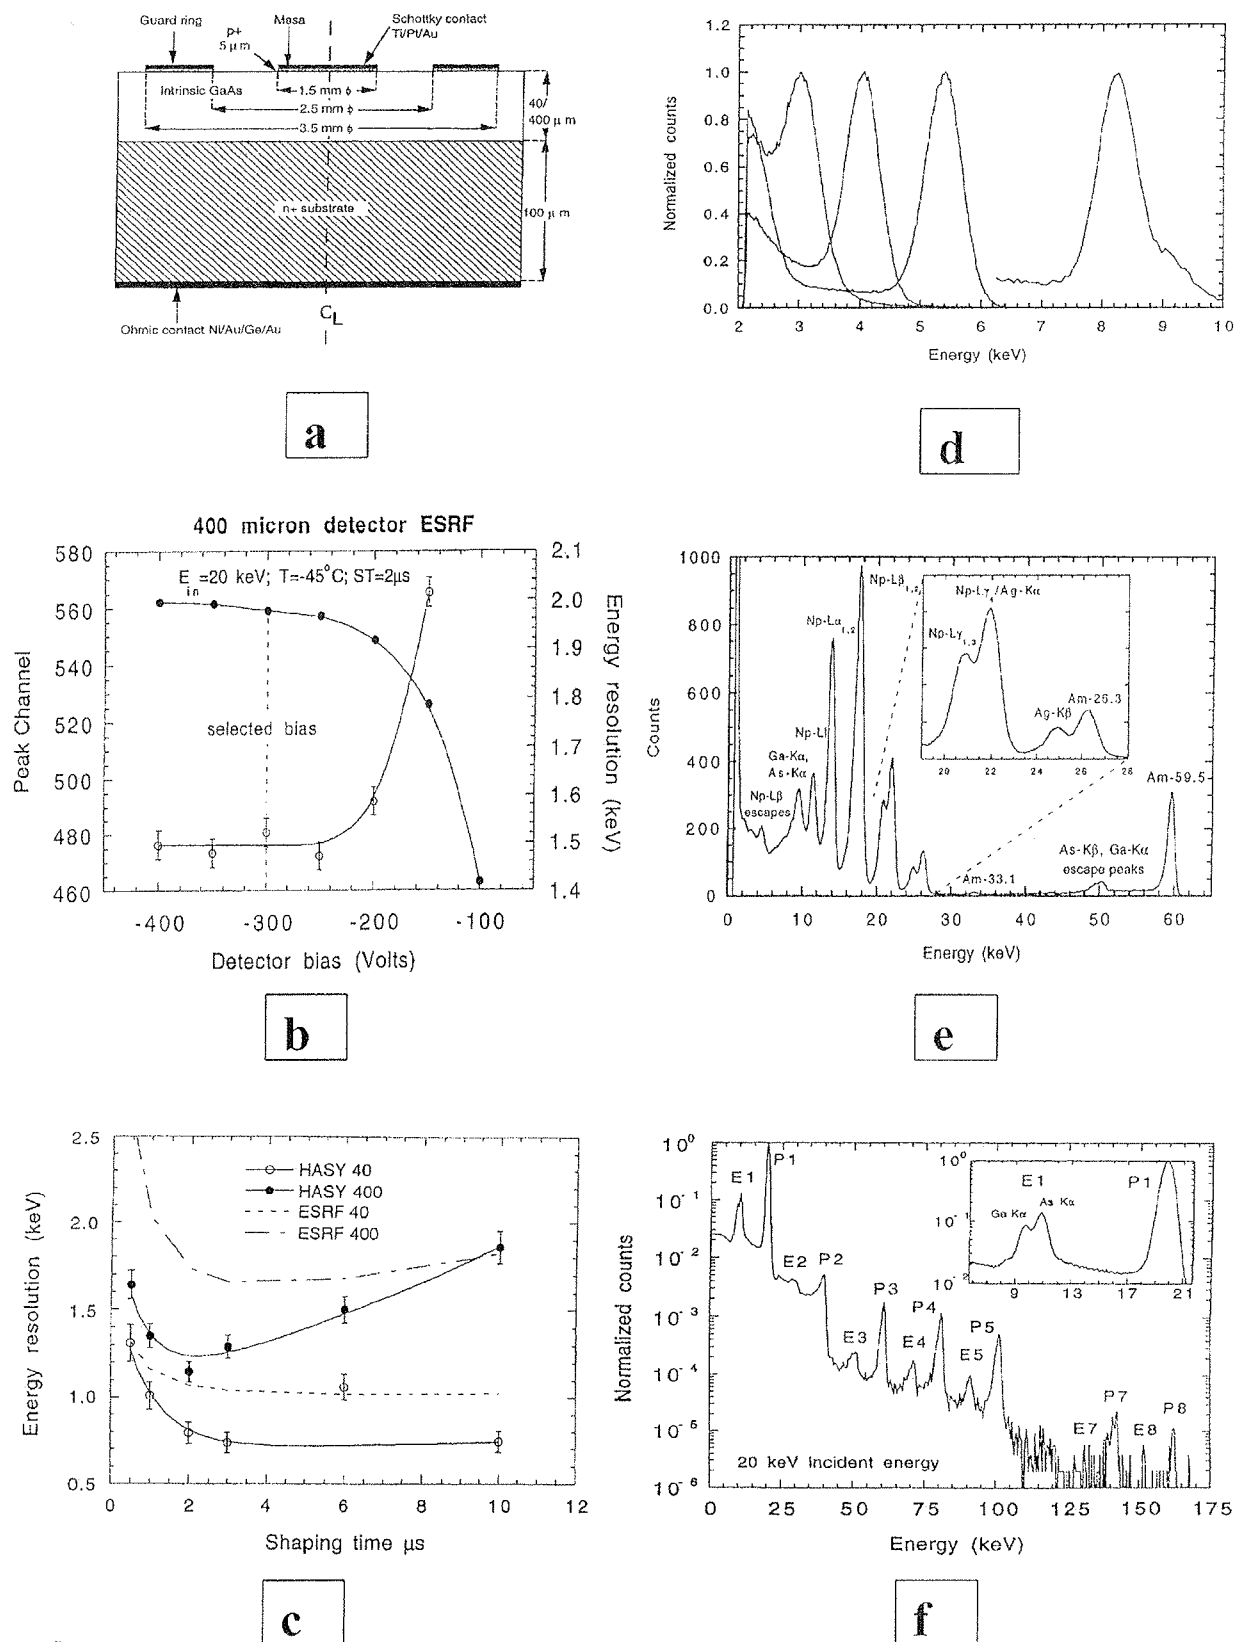 Guard ring
Mesa
Schottky contact
Ti/Pt/Au
p+
5 μm
Intrinsic GaAs
1.5 mm ϕ
2.5 mm ϕ
3.5 mm ϕ
40/
400 μ m
n+ substrate
100 μ m
C L
Ohmic contact Ni/Au/Ge/Au
a
400 micron detector ESRF
E in =20 keV; T=-45°C; ST=2μs
selected bias
Peak Channel
580
560
540
520
500
480
460
2.1
2.0
1.9
1.8
1.7
1.6
1.5
1.4
Energy resolution (keV)
-400 -300 -200 -100
Detector bias (Volts)
b
HASY 40
HASY 400
ESRF 40
ESRF 400
Energy resolution (keV)
2.5
2.0
1.5
1.0
0.5
0 2 4 6 8 10 12
Shaping time μs
c
Normalized counts
1.2
1.0
0.8
0.6
0.4
0.2
0.0
2 3 4 5 6 7 8 9 10
Energy (keV)
d
Counts
1000
800
600
400
200
0
Np-Lβ
escapes
Ga-Kα,
As-Kα
Np-Ll
Np-Lα 1,2
Np-Lβ 1,2
Np-Lγ 1,3
Np-Lγ /Ag-Kα
Ag-Kβ
Am-26.3
20 22 24 26 28
Am-59.5
Am-33.1
As-Kβ, Ga-Kα
escape peaks
0 10 20 30 40 50 60
Energy (keV)
e
Normalized counts
10 0
10 -1
10 -2
10 -3
10 -4
10 -5
10 -6
E1 P1
E2 P2
E3 P3
E4 P4
E5 P5
E7 P7
E8 P8
E1 P1
Ga Kα As Kα
10 0
10 -1
10 -2
9 13 17 21
20 keV Incident energy
0 25 50 75 100 125 150 175
Energy (keV)
f